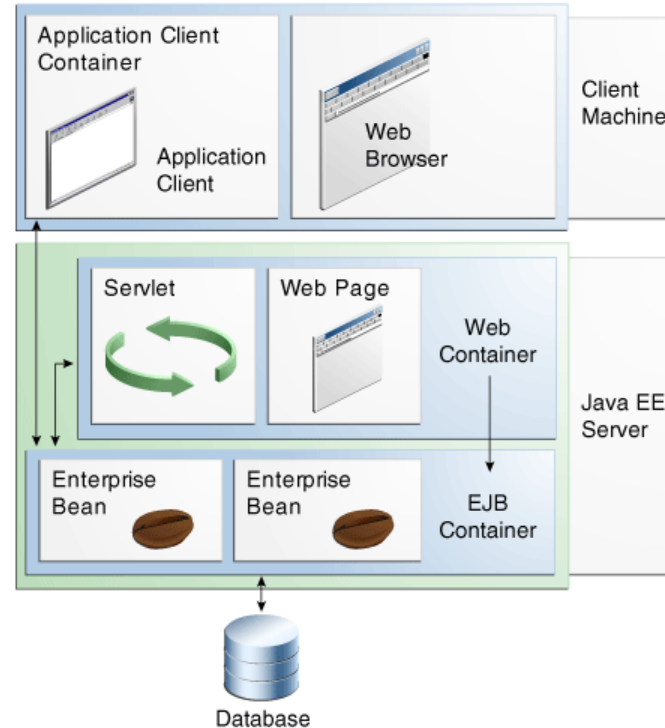 Application Client
Container
Application
Client
Web
Browser
Client
Machine
Servlet
Web Page
Web
Container
Java EE
Server
Enterprise
Bean
Enterprise
Bean
EJB
Container
Database